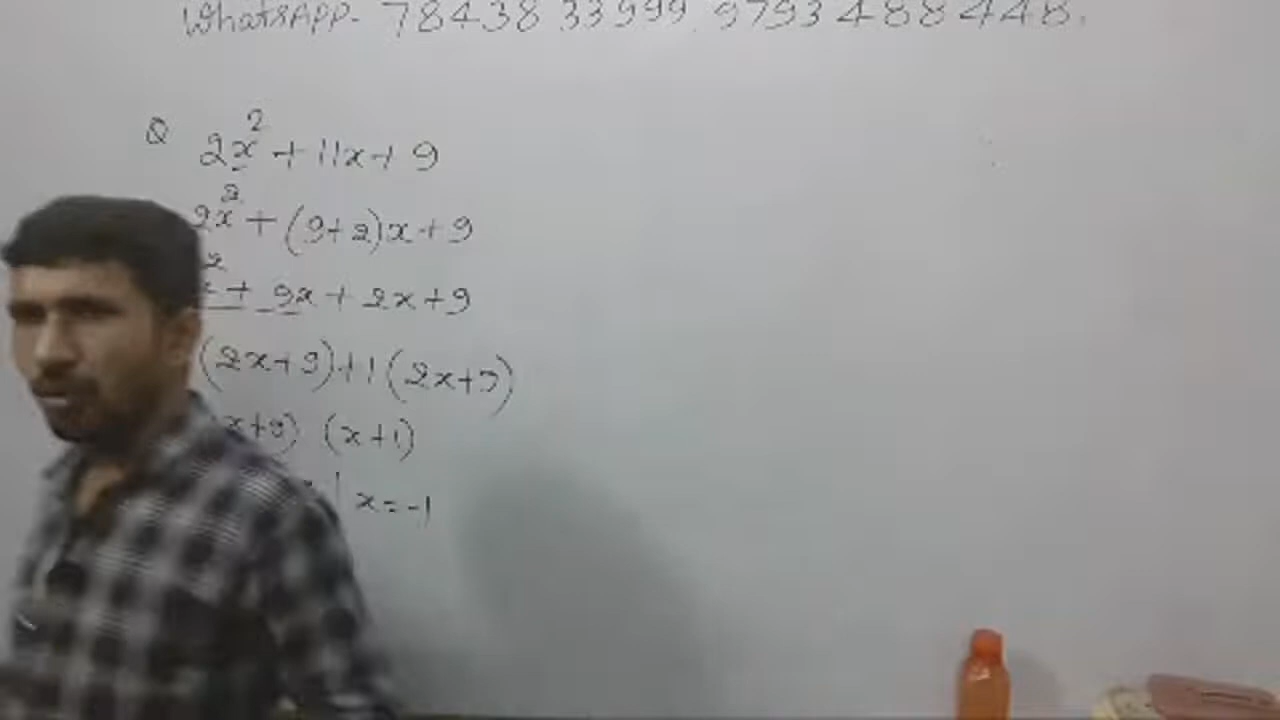 WhatsApp- 78438 33999, 9793488448.
Q 2x² + 11x + 9
2x² + (9+2)x + 9
+ 9x + 2x + 9
(2x+9)+1(2x+9)
x+9) (x+1)
x=-1